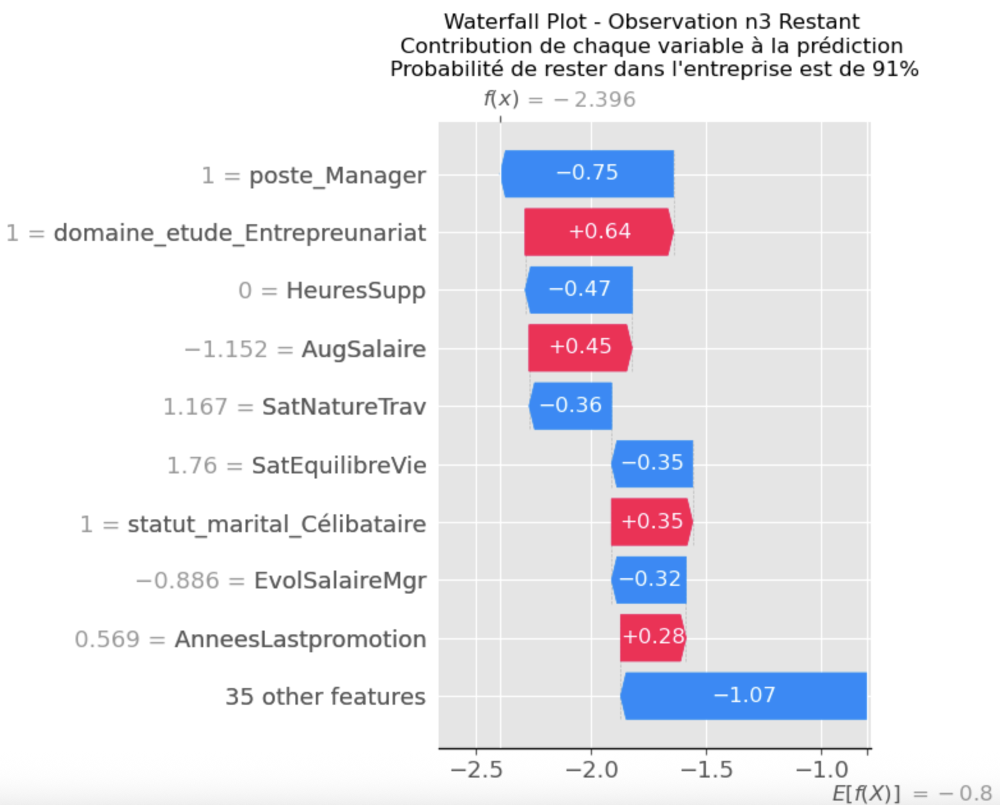 Waterfall Plot - Observation n3 Restant
Contribution de chaque variable à la prédiction
Probabilité de rester dans l'entreprise est de 91%
f(x) = −2.396
1 = poste_Manager
−0.75
1 = domaine_etude_Entrepreunariat
+0.64
0 = HeuresSupp
−0.47
−1.152 = AugSalaire
+0.45
1.167 = SatNatureTrav
−0.36
1.76 = SatEquilibreVie
−0.35
1 = statut_marital_Célibataire
+0.35
−0.886 = EvolSalaireMgr
−0.32
0.569 = AnneesLastpromotion
+0.28
35 other features
−1.07
−2.5 −2.0 −1.5 −1.0
E[f(X)] = −0.8